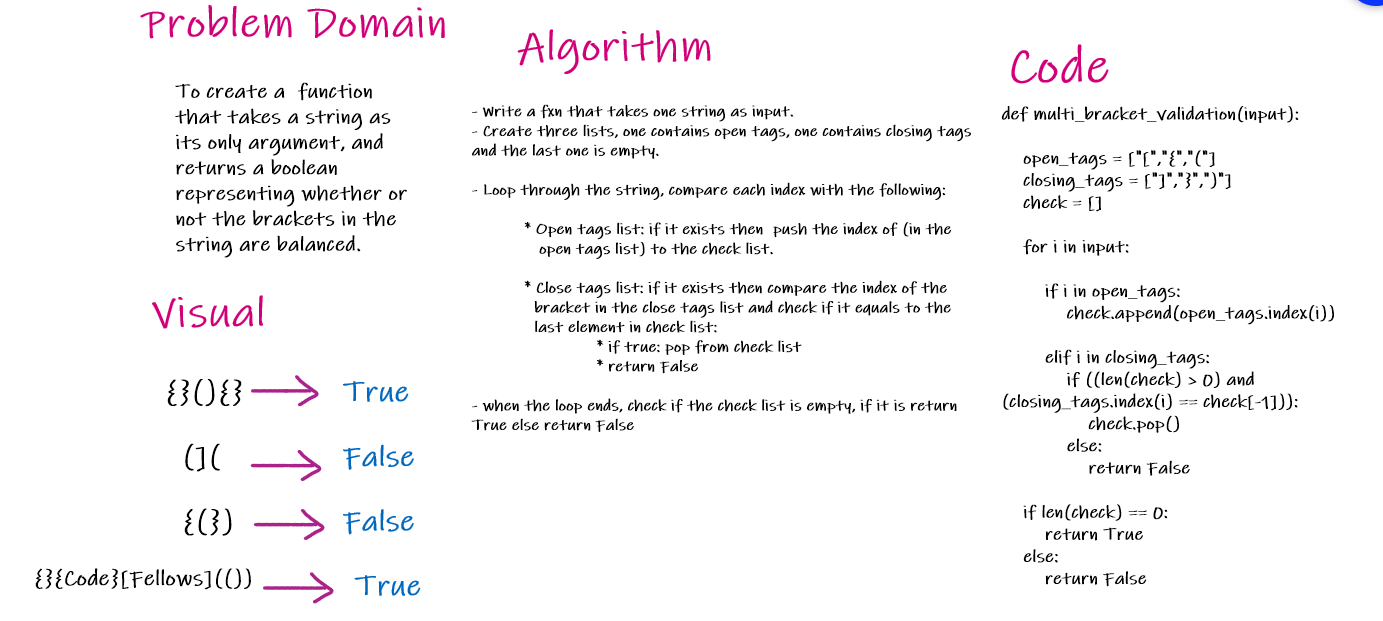 Problem Domain
To create a function
that takes a string as
its only argument, and
returns a boolean
representing whether or
not the brackets in the
string are balanced.
Visual
{}(){} True
(]( False
{(}) False
{}{Code}[Fellows](()) True
Algorithm
- Write a fxn that takes one string as input.
- Create three lists, one contains open tags, one contains closing tags
and the last one is empty.
- Loop through the string, compare each index with the following:
* Open tags list: if it exists then push the index of (in the
open tags list) to the check list.
* Close tags list: if it exists then compare the index of the
bracket in the close tags list and check if it equals to the
last element in check list:
* if true: pop from check list
* return False
- when the loop ends, check if the check list is empty, if it is return
True else return False
Code
def multi_bracket_validation(input):
open_tags = ["[","{","("]
closing_tags = ["]","}",")"]
check = []
for i in input:
if i in open_tags:
check.append(open_tags.index(i))
elif i in closing_tags:
if ((len(check) > 0) and
(closing_tags.index(i) == check[-1])):
check.pop()
else:
return False
if len(check) == 0:
return True
else:
return False